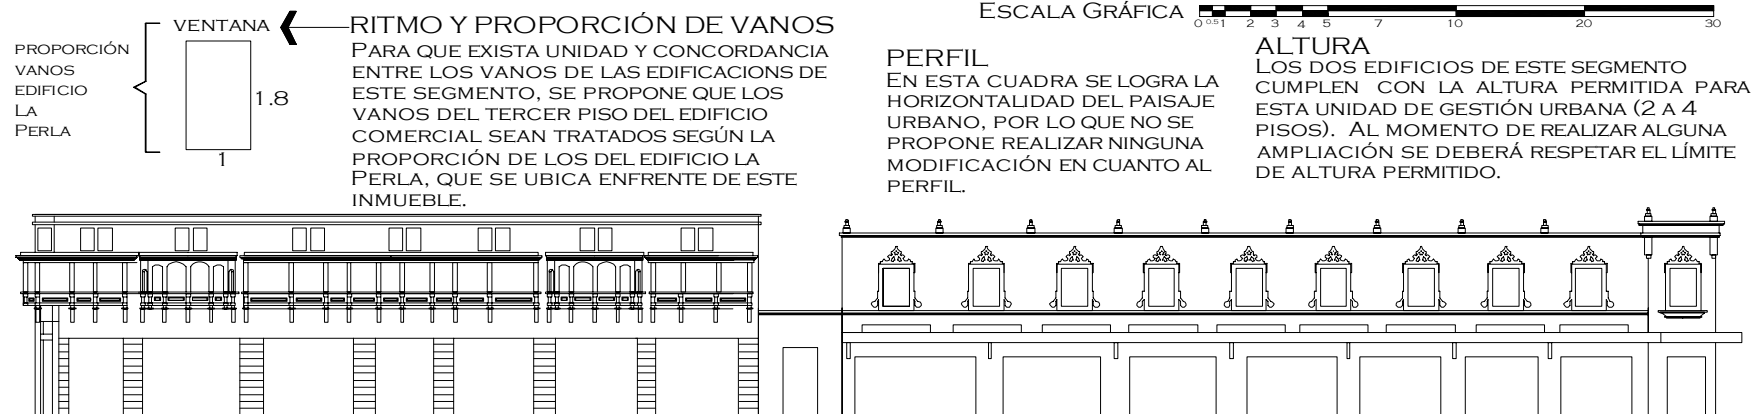 PROPORCIÓN
VANOS
EDIFICIO
LA
PERLA
VENTANA
1.8
1
RITMO Y PROPORCIÓN DE VANOS
PARA QUE EXISTA UNIDAD Y CONCORDANCIA
ENTRE LOS VANOS DE LAS EDIFICACIONS DE
ESTE SEGMENTO, SE PROPONE QUE LOS
VANOS DEL TERCER PISO DEL EDIFICIO
COMERCIAL SEAN TRATADOS SEGÚN LA
PROPORCIÓN DE LOS DEL EDIFICIO LA
PERLA, QUE SE UBICA ENFRENTE DE ESTE
INMUEBLE.
ESCALA GRÁFICA
0 0.5 1 2 3 4 5 7 10 20 30
PERFIL
EN ESTA CUADRA SE LOGRA LA
HORIZONTALIDAD DEL PAISAJE
URBANO, POR LO QUE NO SE
PROPONE REALIZAR NINGUNA
MODIFICACIÓN EN CUANTO AL
PERFIL.
ALTURA
LOS DOS EDIFICIOS DE ESTE SEGMENTO
CUMPLEN CON LA ALTURA PERMITIDA PARA
ESTA UNIDAD DE GESTIÓN URBANA (2 A 4
PISOS). AL MOMENTO DE REALIZAR ALGUNA
AMPLIACIÓN SE DEBERÁ RESPETAR EL LÍMITE
DE ALTURA PERMITIDO.